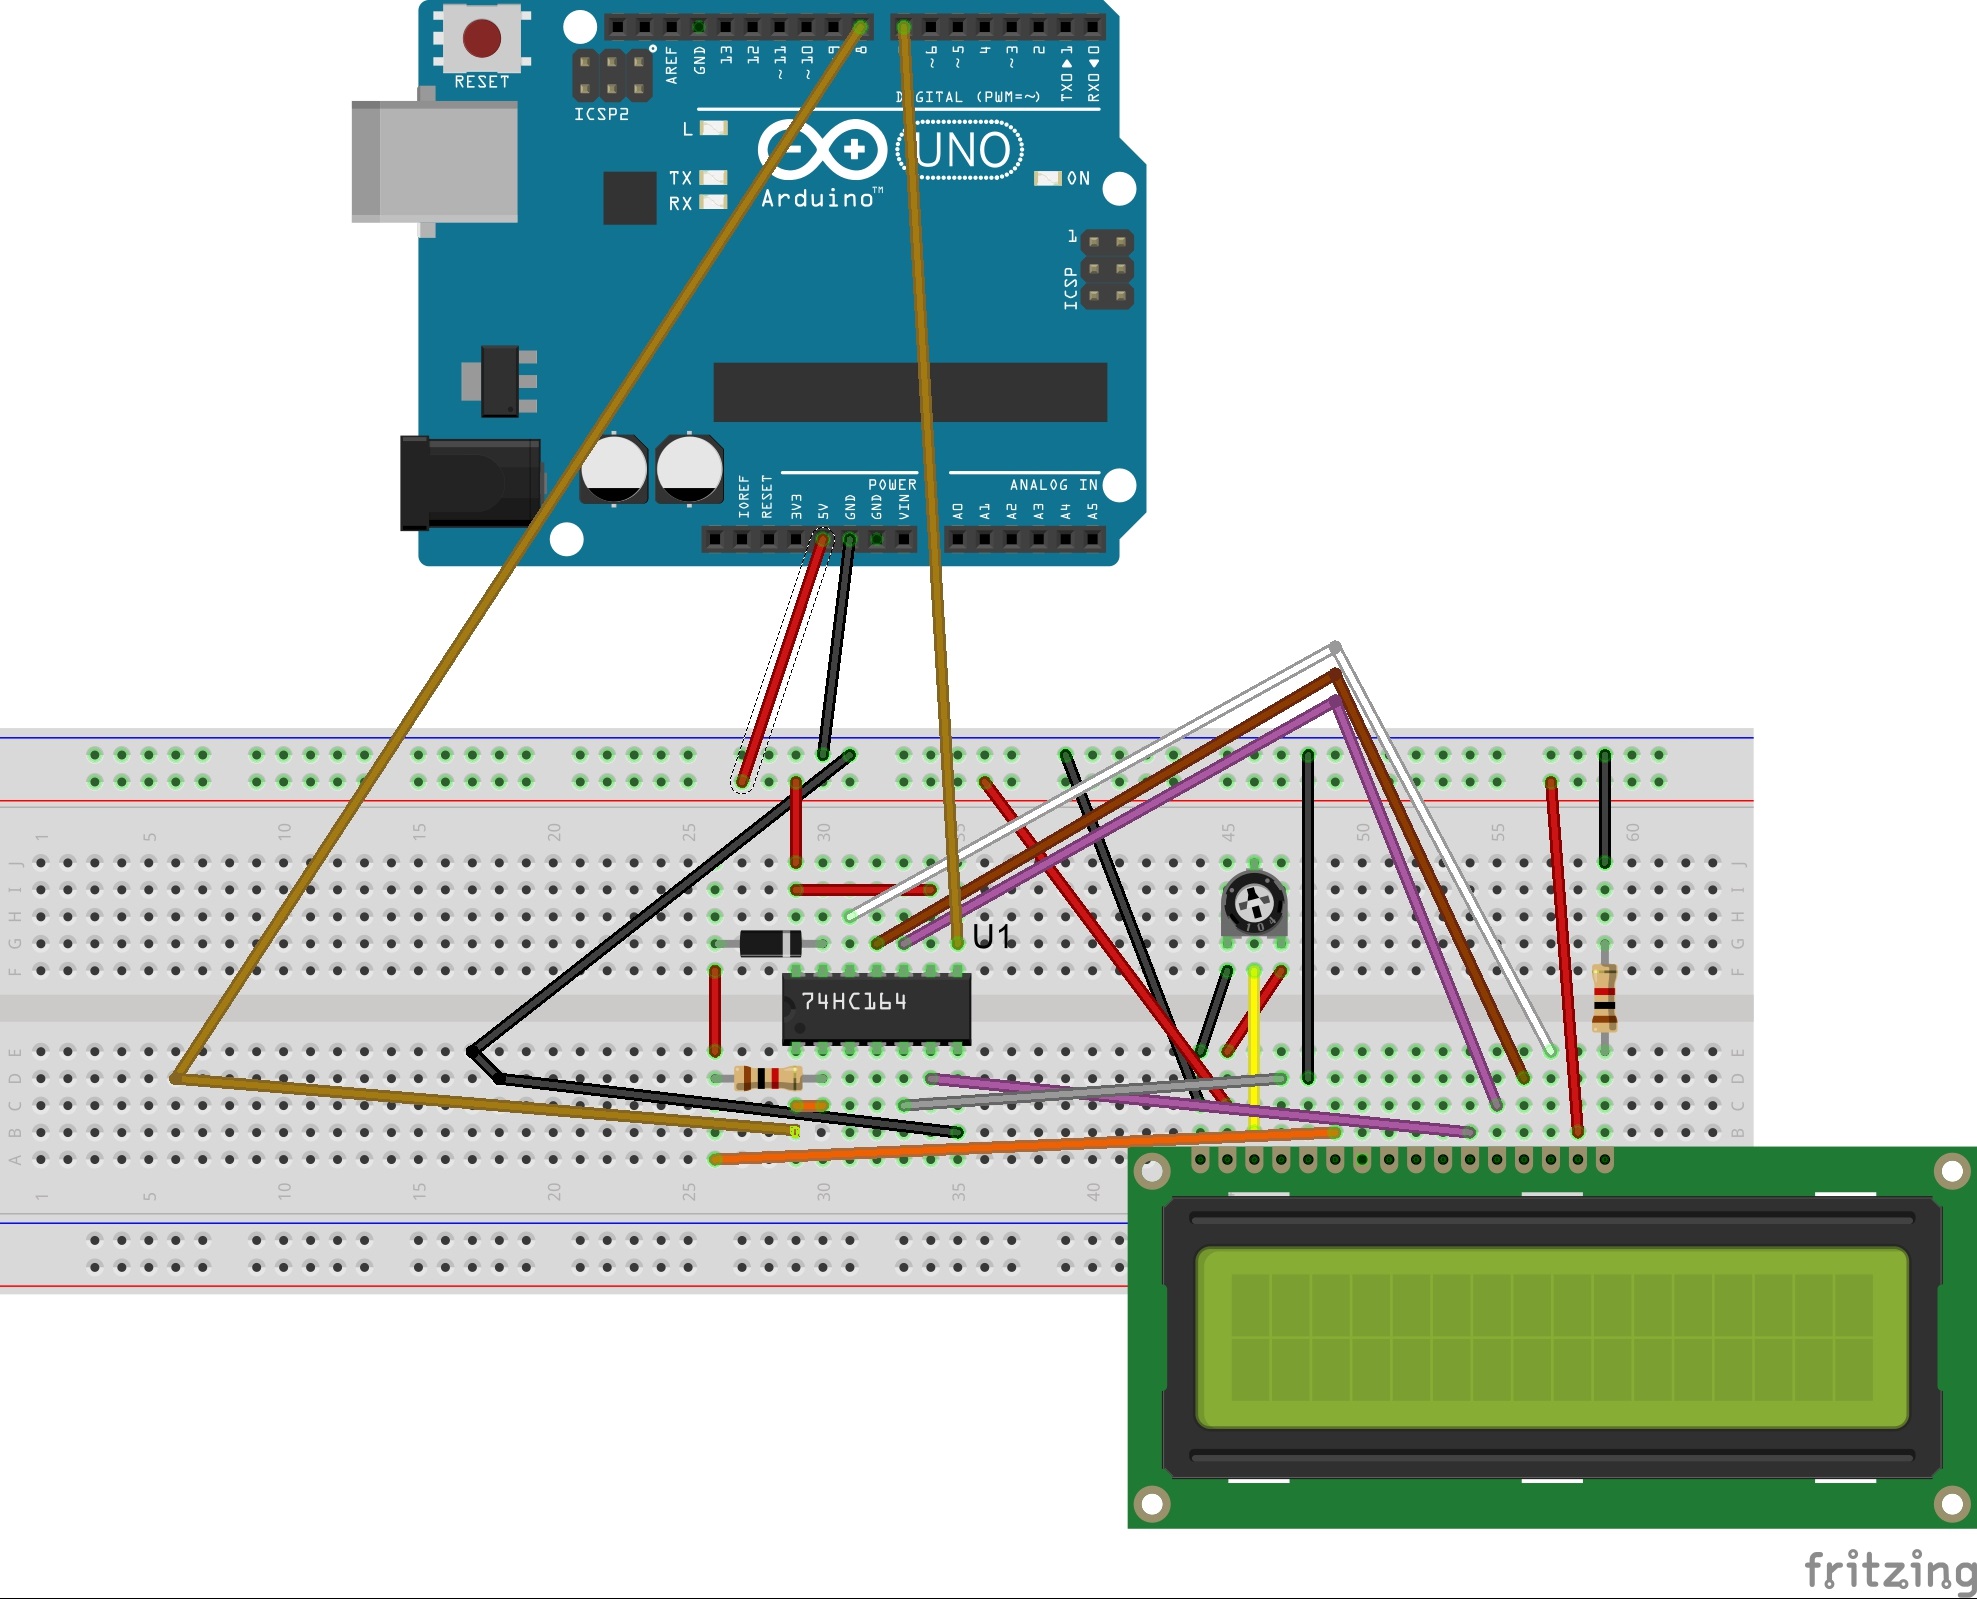 RESET
ICSP2
AREF
GND
13
12
~11
~10
9
8
~6
~5
4
~3
2
TX0▶1
RX0◀0
DIGITAL (PWM=~)
L
TX
RX
Arduino™
UNO
ON
1
ICSP
IOREF
RESET
3V3
5V
GND
GND
VIN
POWER
A0
A1
A2
A3
A4
A5
ANALOG IN
1 5 10 15 20 25 30 35 45 50 55 60
J J
I I
H H
G G
F F
U1
104
74HC164
E E
D D
C C
B B
A
1 5 10 15 20 25 30 35 40
fritzing